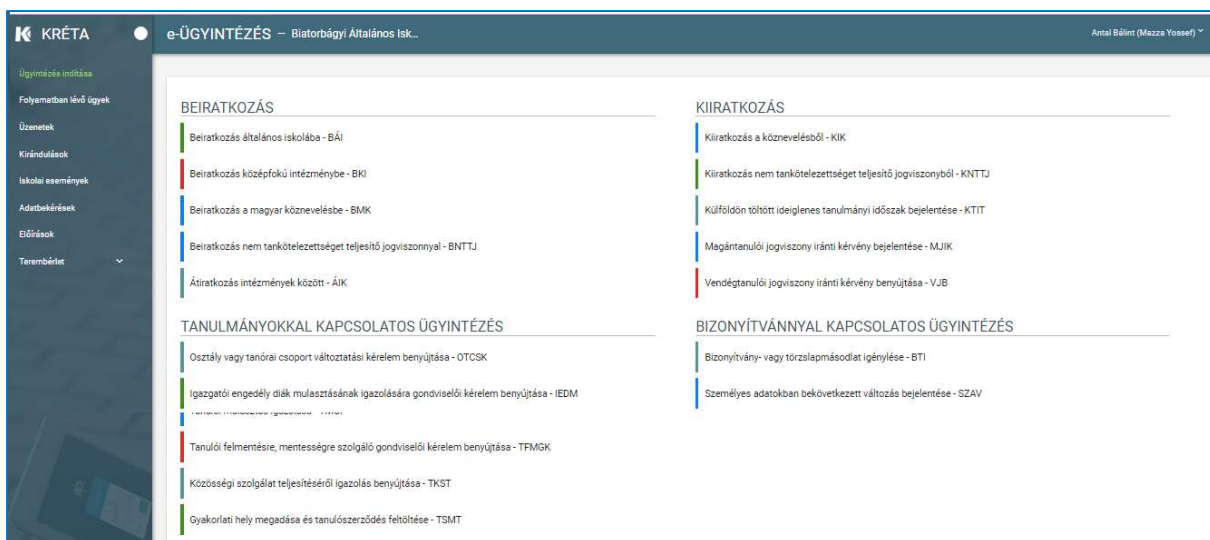 KRÉTA
e-ÜGYINTÉZÉS – Biatorbágyi Általános Isk...
Antal Bálint (Mazza Yossef)
Ügyintézés indítása
Folyamatban lévő ügyek
Üzenetek
Kirándulások
Iskolai események
Adatbekérések
Előírások
Terembérlet
BEIRATKOZÁS
Beiratkozás általános iskolába - BÁI
Beiratkozás középfokú intézménybe - BKI
Beiratkozás a magyar köznevelésbe - BMK
Beiratkozás nem tankötelezettséget teljesítő jogviszonnyal - BNTTJ
Átiratkozás intézmények között - ÁIK
KIIRATKOZÁS
Kiiratkozás a köznevelésből - KIK
Kiiratkozás nem tankötelezettséget teljesítő jogviszonyból - KNTTJ
Külföldön töltött ideiglenes tanulmányi időszak bejelentése - KTIT
Magántanulói jogviszony iránti kérvény bejelentése - MJIK
Vendégtanulói jogviszony iránti kérvény benyújtása - VJB
TANULMÁNYOKKAL KAPCSOLATOS ÜGYINTÉZÉS
Osztály vagy tanórai csoport változtatási kérelem benyújtása - OTCSK
Igazgatói engedély diák mulasztásának igazolására gondviselői kérelem benyújtása - IEDM
Tanulói felmentésre, mentességre szolgáló gondviselői kérelem benyújtása - TFMGK
Közösségi szolgálat teljesítéséről igazolás benyújtása - TKST
Gyakorlati hely megadása és tanulószerződés feltöltése - TSMT
BIZONYÍTVÁNNYAL KAPCSOLATOS ÜGYINTÉZÉS
Bizonyítvány- vagy törzslapmásodlat igénylése - BTI
Személyes adatokban bekövetkezett változás bejelentése - SZAV